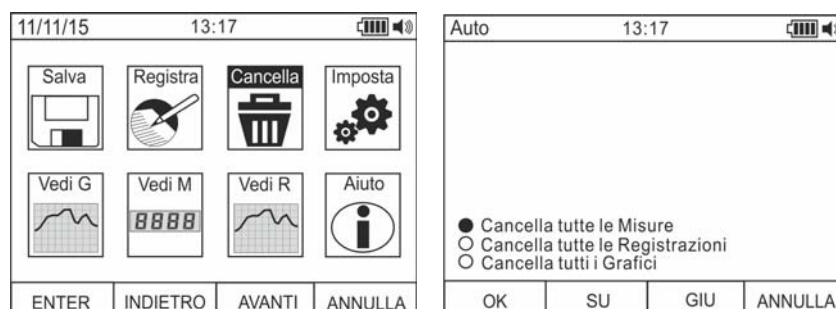 11/11/15 13:17
Salva Registra Cancella Imposta
Vedi G Vedi M Vedi R Aiuto
8888
ENTER INDIETRO AVANTI ANNULLA
Auto 13:17
Cancella tutte le Misure
Cancella tutte le Registrazioni
Cancella tutti i Grafici
OK SU GIU ANNULLA